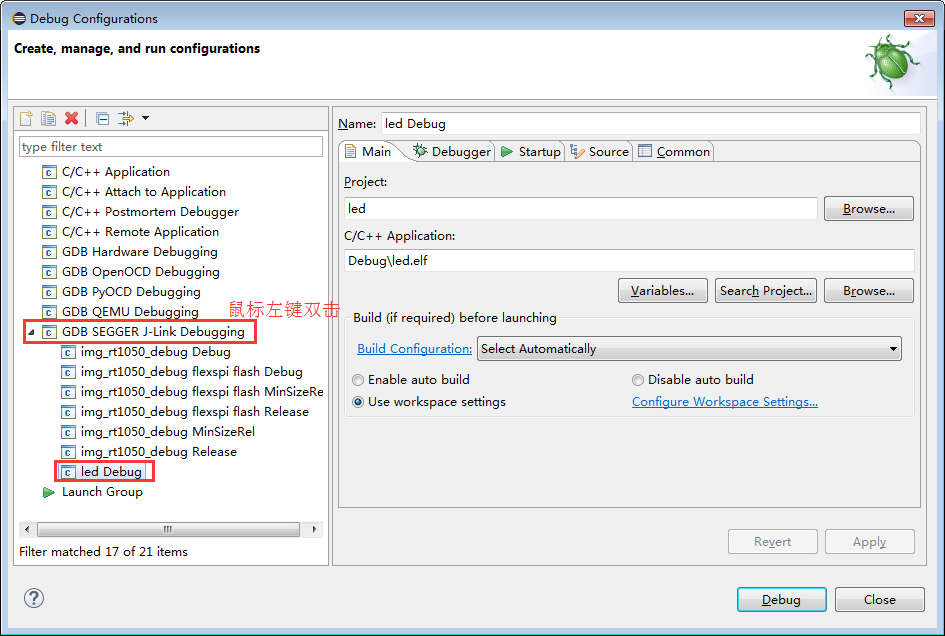 Debug Configurations
Create, manage, and run configurations
type filter text
C/C++ Application
C/C++ Attach to Application
C/C++ Postmortem Debugger
C/C++ Remote Application
GDB Hardware Debugging
GDB OpenOCD Debugging
GDB PyOCD Debugging
GDB QEMU Debugging
鼠标左键双击
GDB SEGGER J-Link Debugging
img_rt1050_debug Debug
img_rt1050_debug flexspi flash Debug
img_rt1050_debug flexspi flash MinSizeRe
img_rt1050_debug flexspi flash Release
img_rt1050_debug MinSizeRel
img_rt1050_debug Release
led Debug
Launch Group
Filter matched 17 of 21 items
Name: led Debug
Main Debugger Startup Source Common
Project:
led Browse...
C/C++ Application:
Debug\led.elf
Variables... Search Project... Browse...
Build (if required) before launching
Build Configuration: Select Automatically
Enable auto build Disable auto build
Use workspace settings Configure Workspace Settings...
Revert Apply
? Debug Close